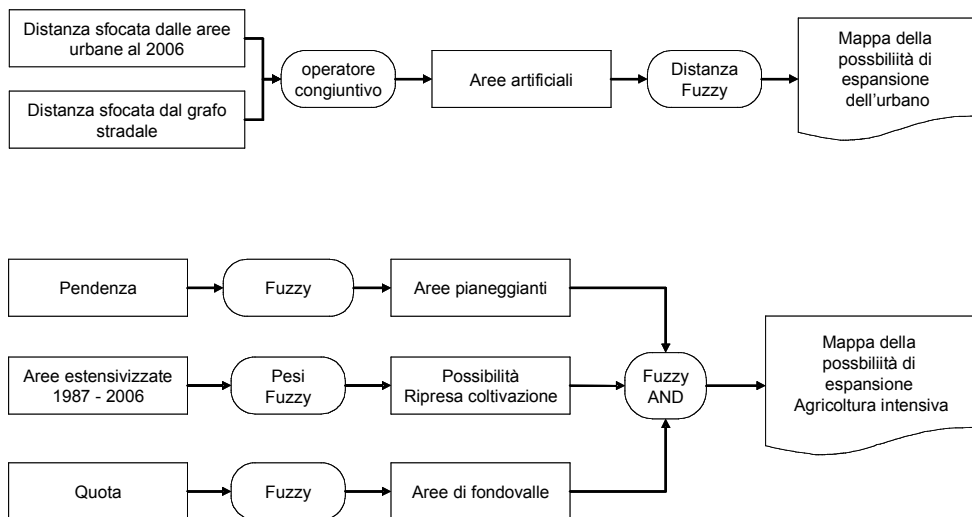 Distanza sfocata dalle aree
urbane al 2006
Distanza sfocata dal grafo
stradale
operatore
congiuntivo
Aree artificiali
Distanza
Fuzzy
Mappa della
possbiliità di
espansione
dell'urbano
Pendenza
Fuzzy
Aree pianeggianti
Aree estensivizzate
1987 - 2006
Pesi
Fuzzy
Possibilità
Ripresa coltivazione
Quota
Fuzzy
Aree di fondovalle
Fuzzy
AND
Mappa della
possbiliità di
espansione
Agricoltura intensiva